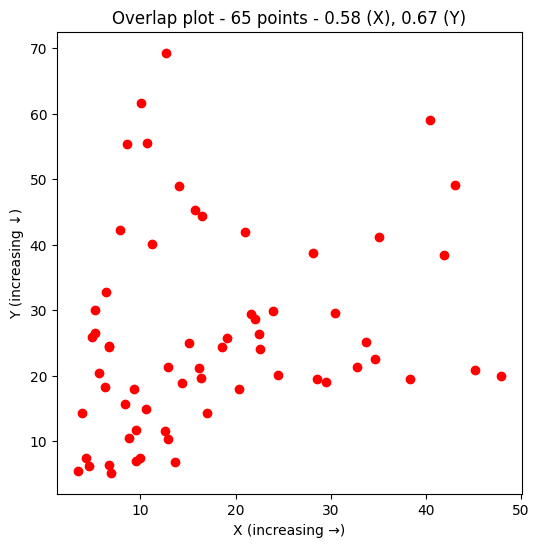 Overlap plot - 65 points - 0.58 (X), 0.67 (Y)
70
60
50
40
30
20
10
Y (increasing ↓)
10 20 30 40 50
X (increasing →)